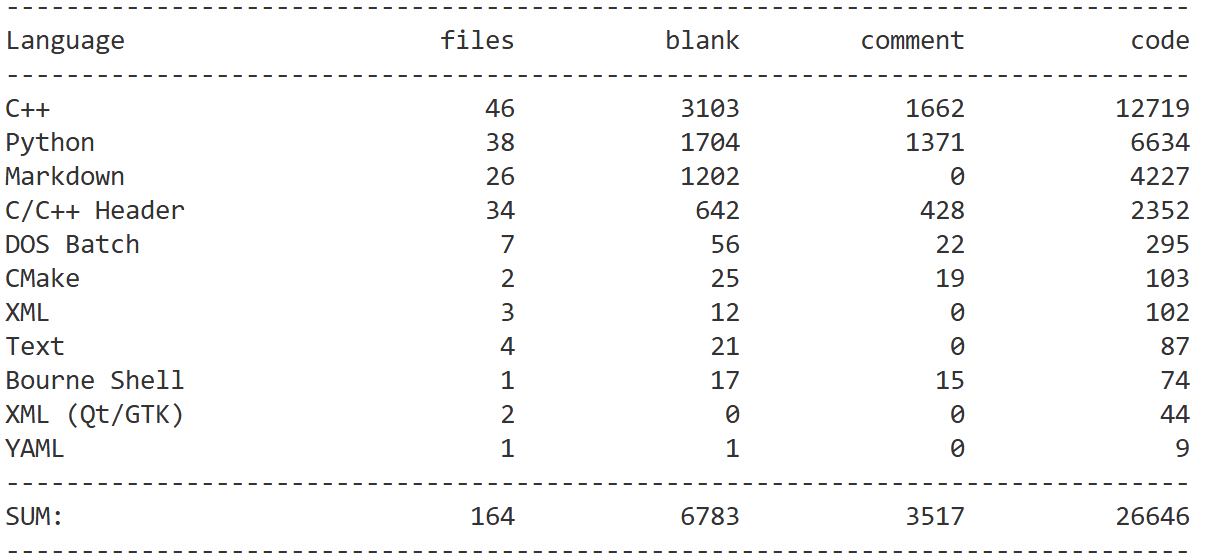 -------------------------------------------------------------------------------
Language                     files          blank        comment           code
-------------------------------------------------------------------------------
C++                             46           3103           1662          12719
Python                          38           1704           1371           6634
Markdown                        26           1202              0           4227
C/C++ Header                    34            642            428           2352
DOS Batch                        7             56             22            295
CMake                            2             25             19            103
XML                              3             12              0            102
Text                             4             21              0             87
Bourne Shell                     1             17             15             74
XML (Qt/GTK)                     2              0              0             44
YAML                             1              1              0              9
-------------------------------------------------------------------------------
SUM:                           164           6783           3517          26646
-------------------------------------------------------------------------------